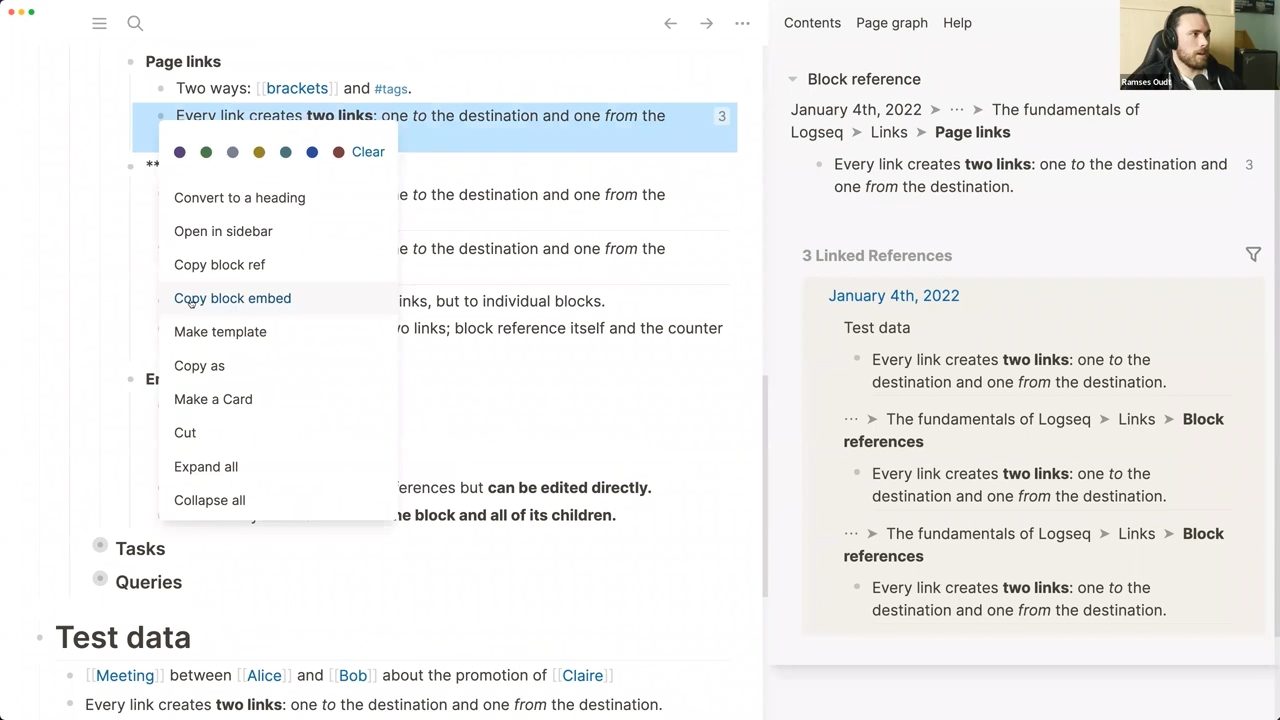 Page links
Two ways: [[brackets]] and #tags.
Every link creates two links: one to the destination and one from the
3
Clear
**
Convert to a heading
Open in sidebar
Copy block ref
Copy block embed
Make template
Copy as
Make a Card
Cut
Expand all
Collapse all
to the destination and one from the
to the destination and one from the
inks, but to individual blocks.
links; block reference itself and the counter
ferences but can be edited directly.
the block and all of its children.
Tasks
Queries
Test data
[[Meeting]] between [[Alice]] and [[Bob]] about the promotion of [[Claire]]
Every link creates two links: one to the destination and one from the destination.
Contents Page graph Help
Ramses Oudt
Block reference
January 4th, 2022 ➤ ··· ➤ The fundamentals of
Logseq ➤ Links ➤ Page links
Every link creates two links: one to the destination and 3
one from the destination.
3 Linked References
January 4th, 2022
Test data
Every link creates two links: one to the
destination and one from the destination.
··· ➤ The fundamentals of Logseq ➤ Links ➤ Block
references
Every link creates two links: one to the
destination and one from the destination.
··· ➤ The fundamentals of Logseq ➤ Links ➤ Block
references
Every link creates two links: one to the
destination and one from the destination.